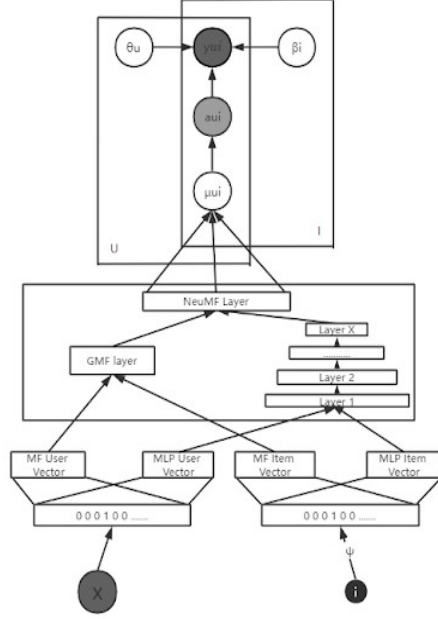 θu
yui
βi
aui
μui
U
I
NeuMF Layer
Layer X
GMF layer
............
Layer 2
Layer 1
MF User
Vector
MLP User
Vector
MF Item
Vector
MLP Item
Vector
0 0 0 1 0 0 ......
0 0 0 1 0 0 ......
ψ
X
i